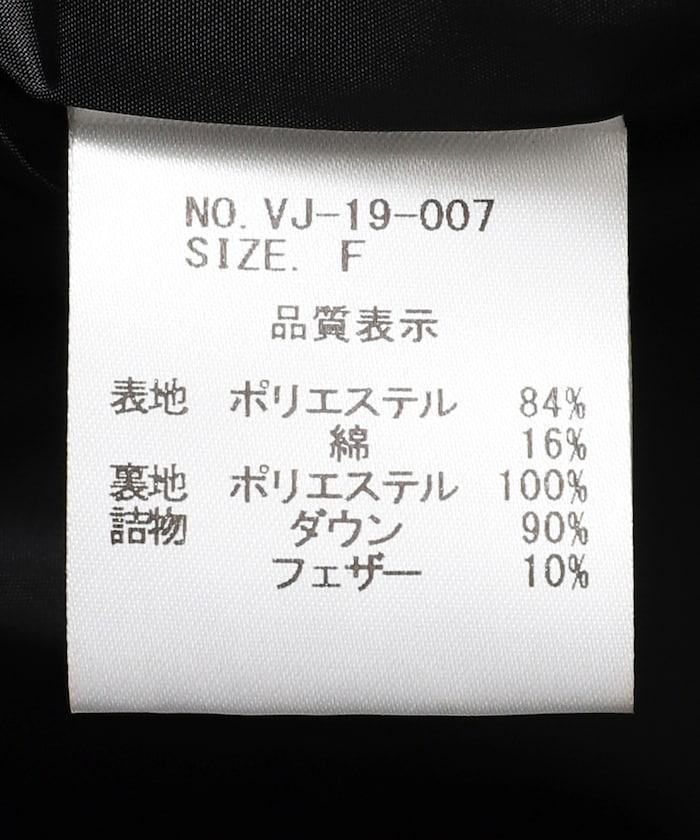 NO. VJ-19-007
SIZE. F
品質表示
表地 ポリエステル 84%
綿 16%
裏地 ポリエステル 100%
詰物 ダウン 90%
フェザー 10%